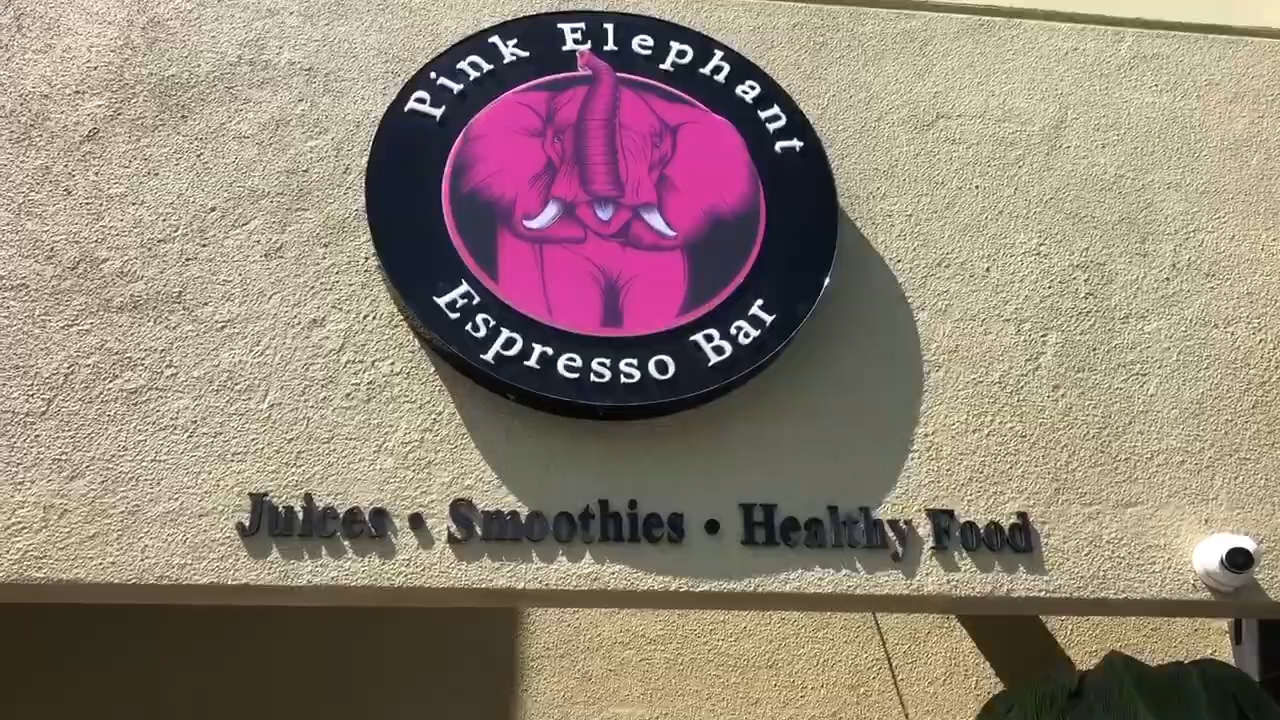 Pink Elephant
Espresso Bar
Juices • Smoothies • Healthy Food